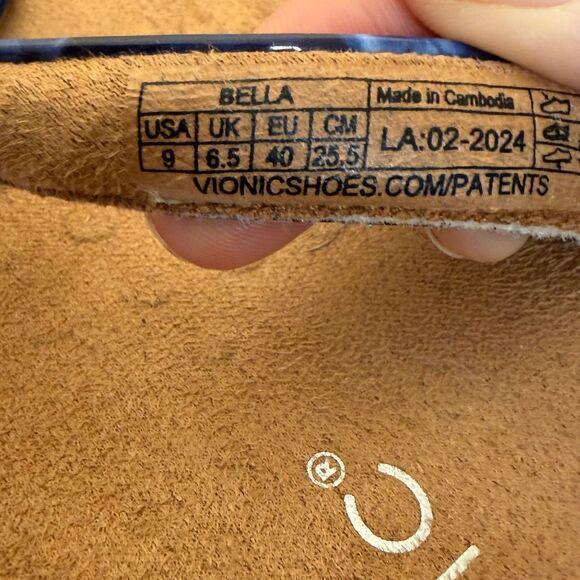 BELLA
Made in Cambodia
USA UK EU CM
9 6.5 40 25.5
LA:02-2024
VIONICSHOES.COM/PATENTS
®
C